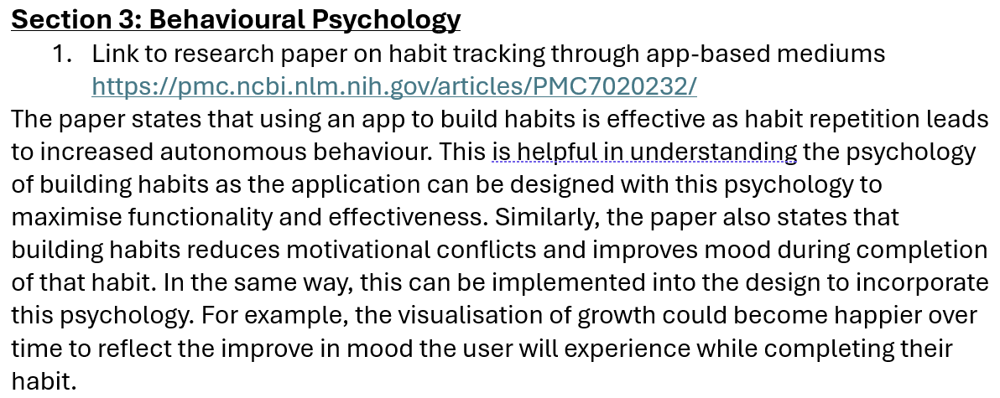 Section 3: Behavioural Psychology
1. Link to research paper on habit tracking through app-based mediums
https://pmc.ncbi.nlm.nih.gov/articles/PMC7020232/
The paper states that using an app to build habits is effective as habit repetition leads
to increased autonomous behaviour. This is helpful in understanding the psychology
of building habits as the application can be designed with this psychology to
maximise functionality and effectiveness. Similarly, the paper also states that
building habits reduces motivational conflicts and improves mood during completion
of that habit. In the same way, this can be implemented into the design to incorporate
this psychology. For example, the visualisation of growth could become happier over
time to reflect the improve in mood the user will experience while completing their
habit.